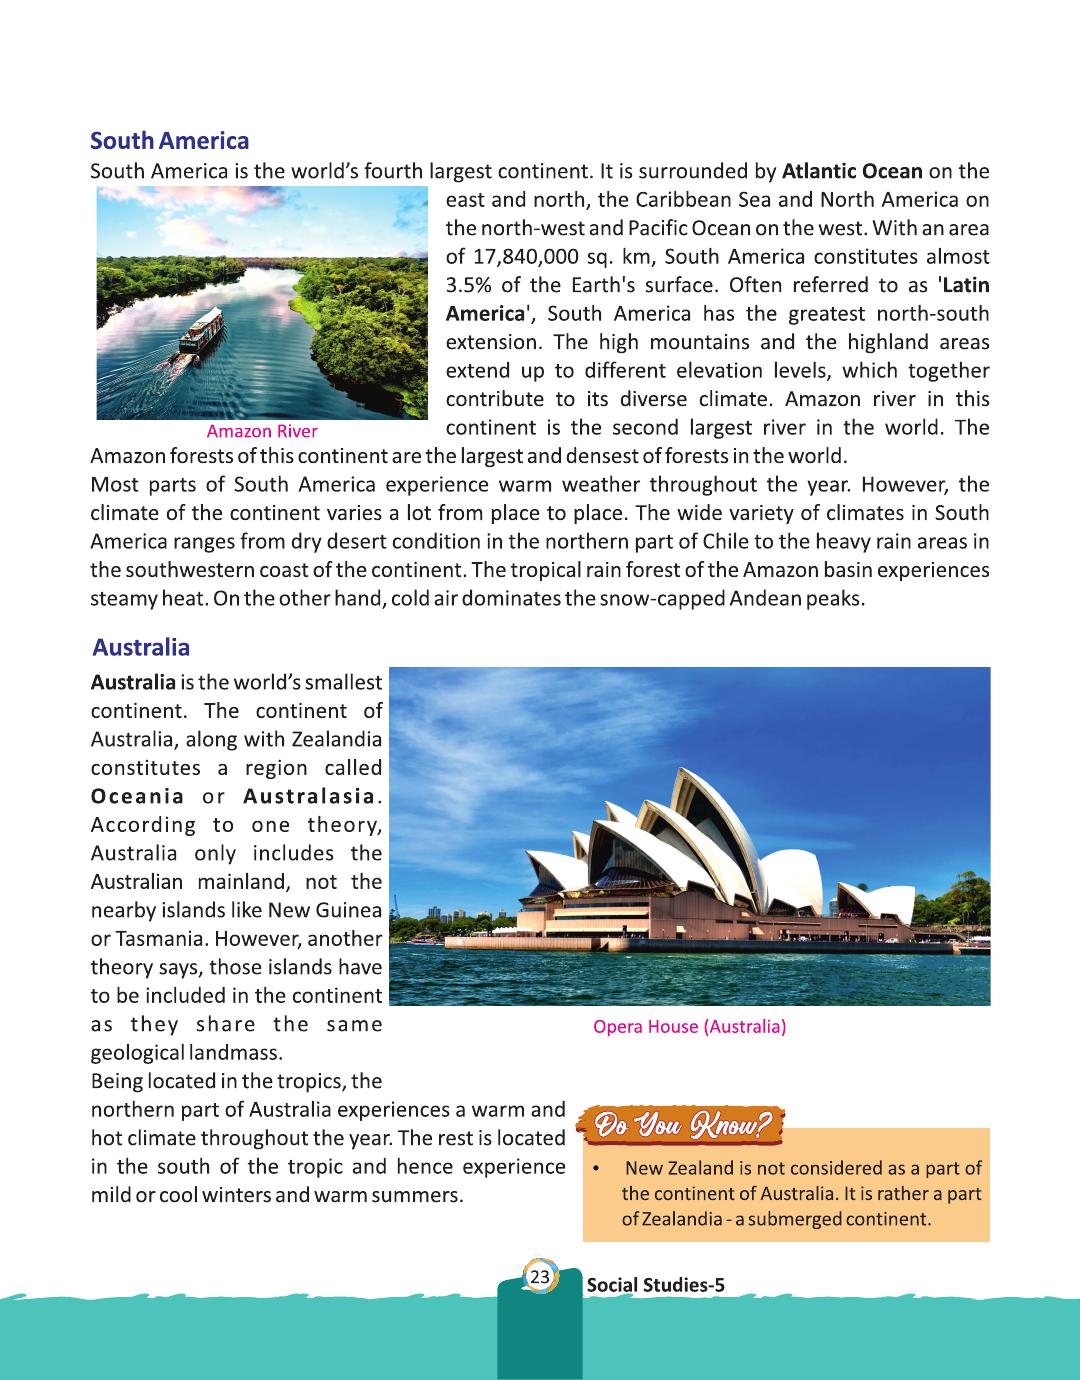 South America
South America is the world’s fourth largest continent. It is surrounded by Atlantic Ocean on the
east and north, the Caribbean Sea and North America on
the north-west and Pacific Ocean on the west. With an area
of 17,840,000 sq. km, South America constitutes almost
3.5% of the Earth's surface. Often referred to as 'Latin
America', South America has the greatest north-south
extension. The high mountains and the highland areas
extend up to different elevation levels, which together
contribute to its diverse climate. Amazon river in this
continent is the second largest river in the world. The
Amazon River
Amazon forests of this continent are the largest and densest of forests in the world.
Most parts of South America experience warm weather throughout the year. However, the
climate of the continent varies a lot from place to place. The wide variety of climates in South
America ranges from dry desert condition in the northern part of Chile to the heavy rain areas in
the southwestern coast of the continent. The tropical rain forest of the Amazon basin experiences
steamy heat. On the other hand, cold air dominates the snow-capped Andean peaks.
Australia
Australia is the world’s smallest
continent. The continent of
Australia, along with Zealandia
constitutes a region called
Oceania or Australasia.
According to one theory,
Australia only includes the
Australian mainland, not the
nearby islands like New Guinea
or Tasmania. However, another
theory says, those islands have
to be included in the continent
as they share the same
geological landmass.
Opera House (Australia)
Being located in the tropics, the
northern part of Australia experiences a warm and
hot climate throughout the year. The rest is located
in the south of the tropic and hence experience
mild or cool winters and warm summers.
Do You Know?
• New Zealand is not considered as a part of
the continent of Australia. It is rather a part
of Zealandia - a submerged continent.
23
Social Studies-5